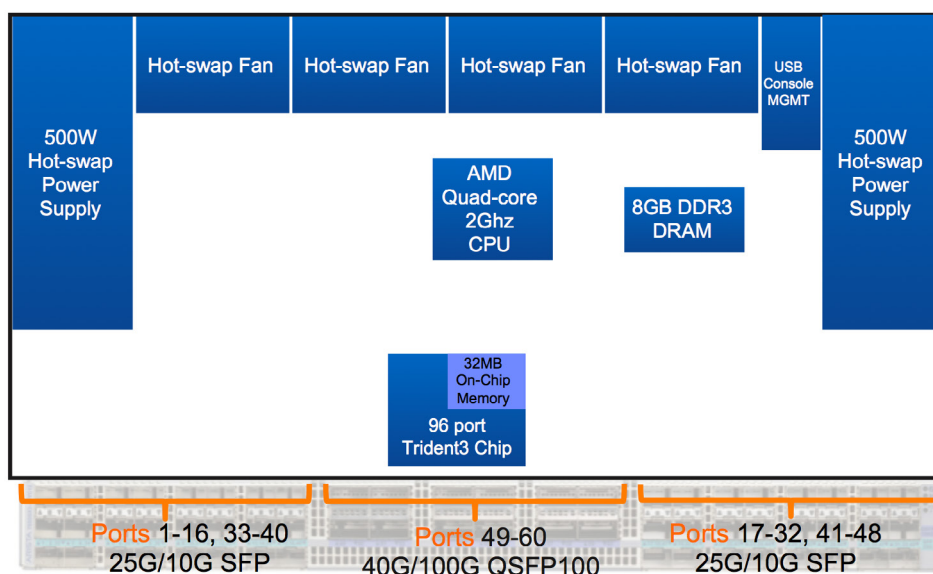 500W
Hot-swap
Power
Supply
Hot-swap Fan
Hot-swap Fan
Hot-swap Fan
Hot-swap Fan
USB
Console
MGMT
500W
Hot-swap
Power
Supply
AMD
Quad-core
2Ghz
CPU
8GB DDR3
DRAM
32MB
On-Chip
Memory
96 port
Trident3 Chip
Ports 1-16, 33-40
25G/10G SFP
Ports 49-60
40G/100G QSFP100
Ports 17-32, 41-48
25G/10G SFP